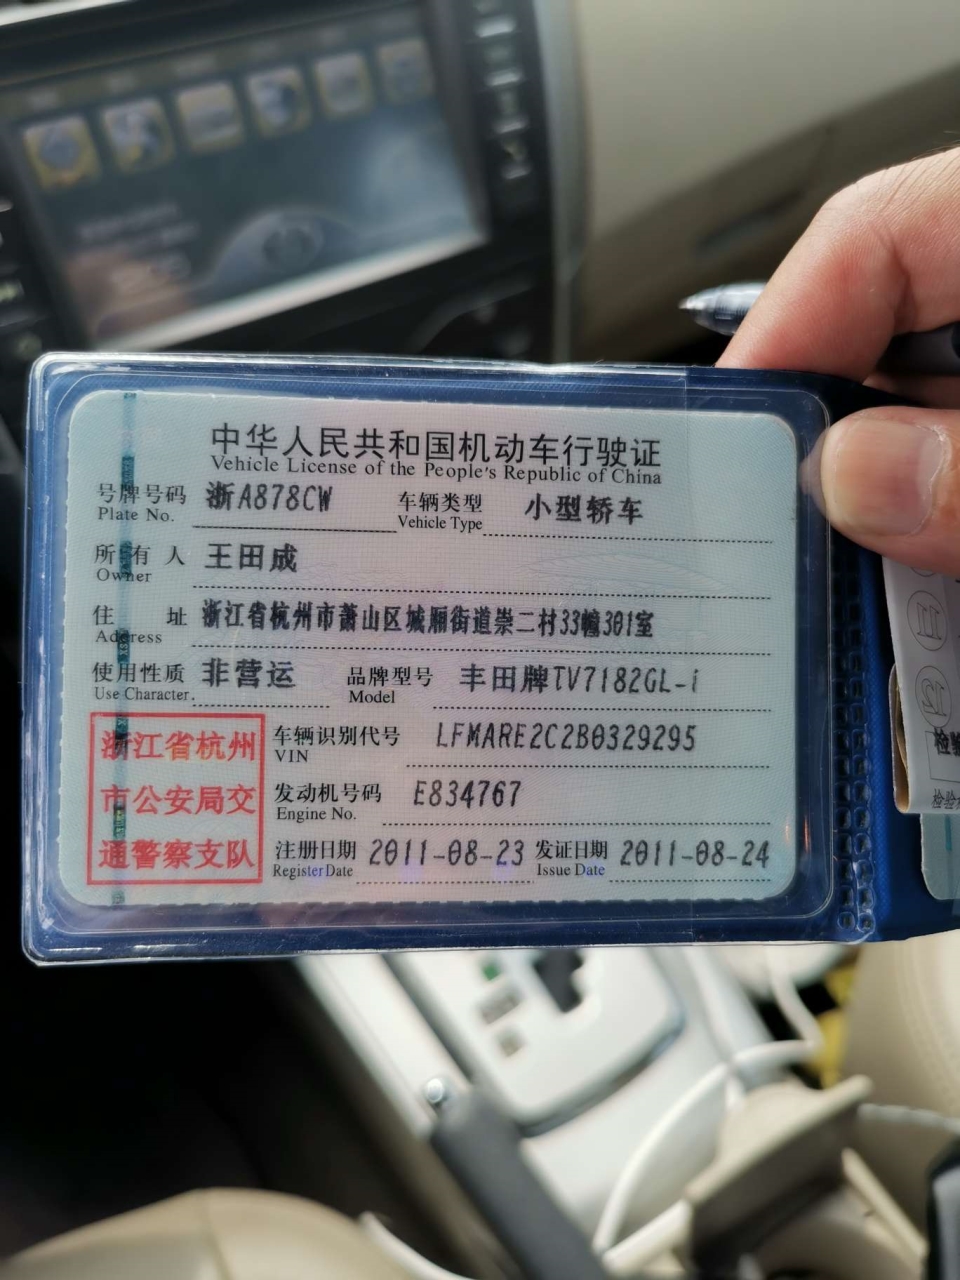 中华人民共和国机动车行驶证
Vehicle License of the People's Republic of China
号牌号码 浙A878CW 车辆类型 小型轿车
Plate No. Vehicle Type
所有人 王田成
Owner
住址 浙江省杭州市萧山区城厢街道崇二村33幢301室
Address
使用性质 非营运 品牌型号 丰田牌TV7182GL-i
Use Character Model
浙江省杭州
市公安局交
通警察支队
车辆识别代号 LFMARE2C2B0329295
VIN
发动机号码 E834767
Engine No.
注册日期 2011-08-23 发证日期 2011-08-24
Register Date Issue Date
11
12
检验